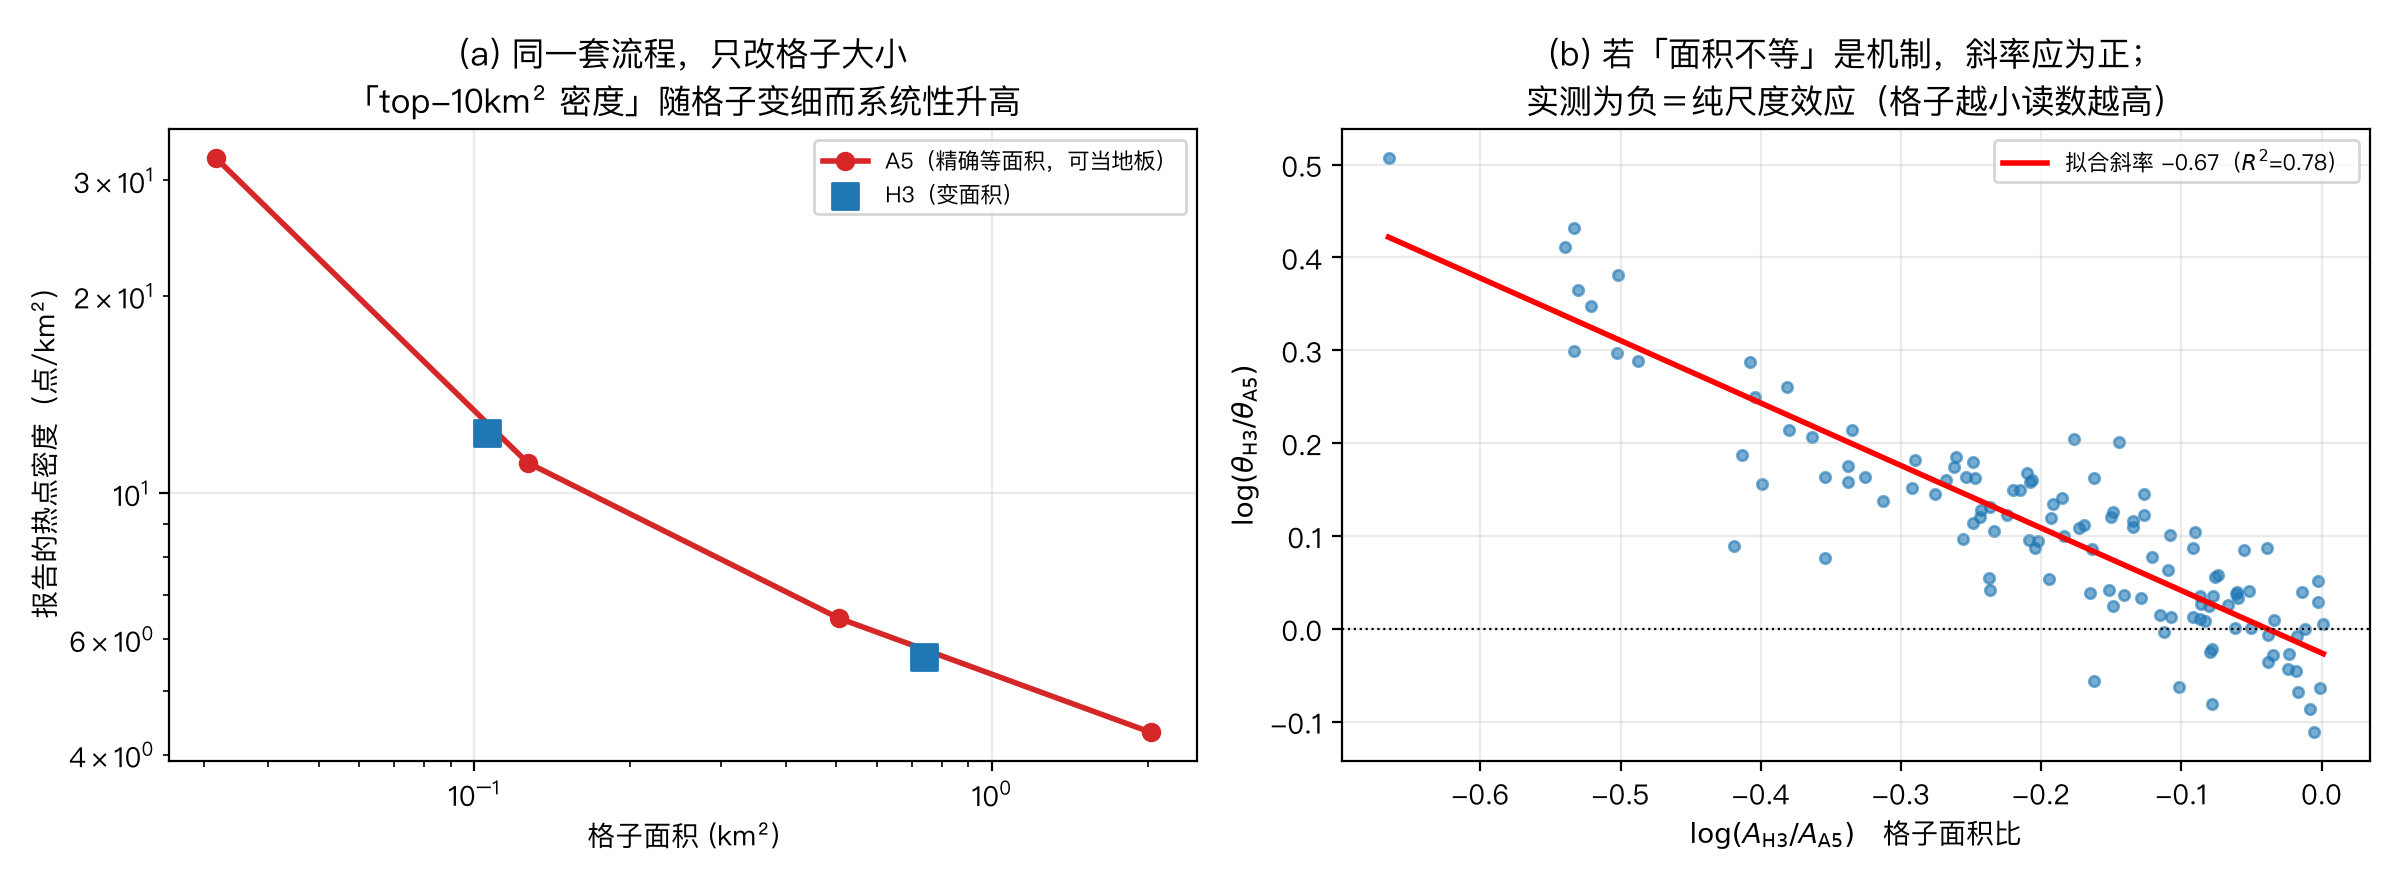 (a) 同一套流程，只改格子大小
「top–10km² 密度」随格子变细而系统性升高
A5（精确等面积，可当地板）
H3（变面积）
报告的热点密度（点/km²）
3×10¹
2×10¹
10¹
6×10⁰
4×10⁰
10⁻¹
10⁰
格子面积 (km²)
(b) 若「面积不等」是机制，斜率应为正；
实测为负＝纯尺度效应（格子越小读数越高）
拟合斜率 −0.67（R²=0.78）
log(θH3/θA5)
0.5
0.4
0.3
0.2
0.1
0.0
−0.1
−0.6
−0.5
−0.4
−0.3
−0.2
−0.1
0.0
log(AH3/AA5) 格子面积比